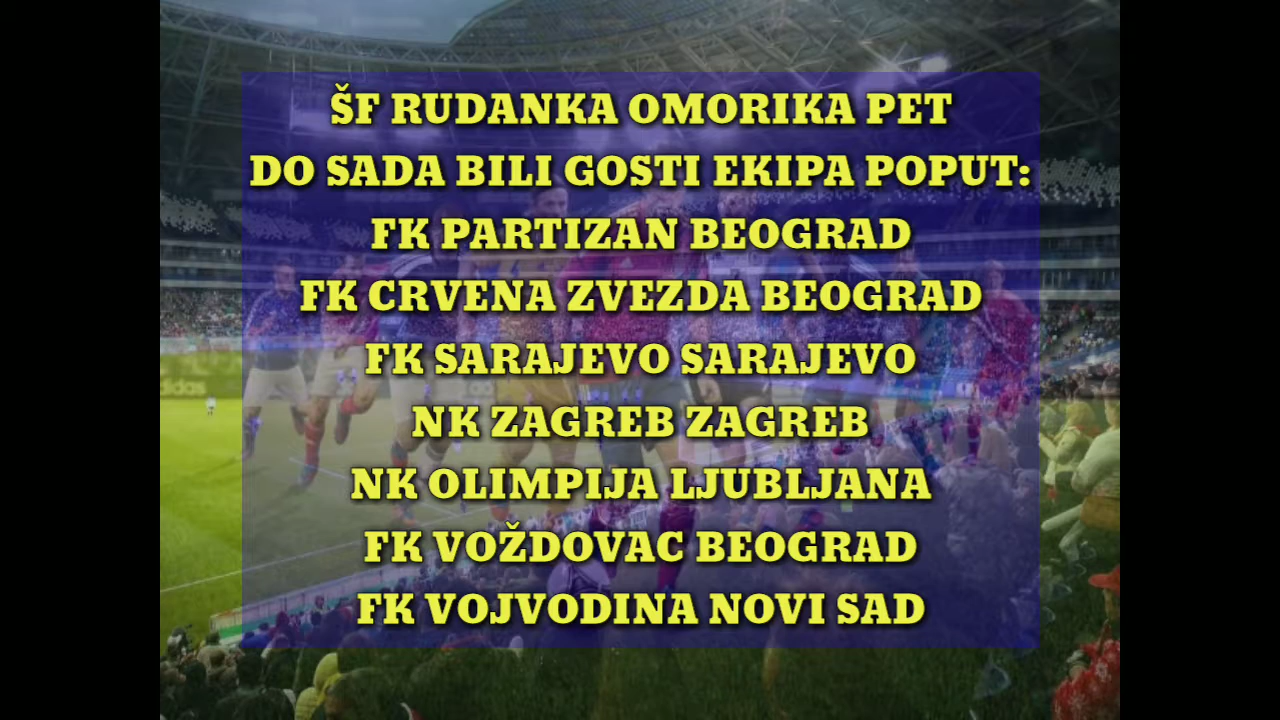 ŠF RUDANKA OMORIKA PET
DO SADA BILI GOSTI EKIPA POPUT:
FK PARTIZAN BEOGRAD
FK CRVENA ZVEZDA BEOGRAD
FK SARAJEVO SARAJEVO
NK ZAGREB ZAGREB
NK OLIMPIJA LJUBLJANA
FK VOŽDOVAC BEOGRAD
FK VOJVODINA NOVI SAD
adidas